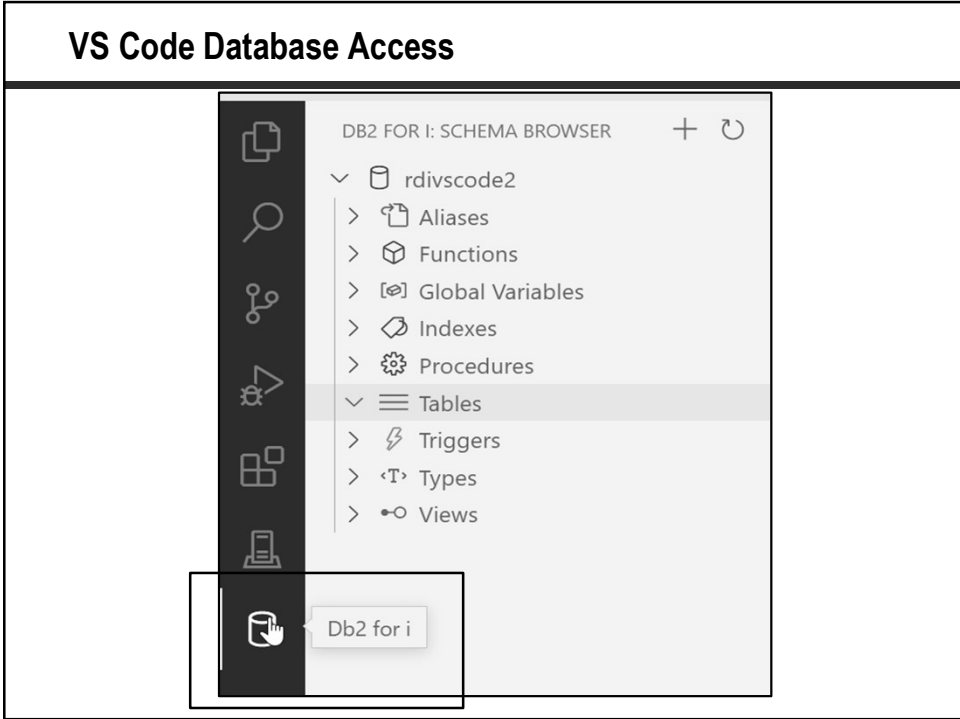 VS Code Database Access
DB2 FOR I: SCHEMA BROWSER
rdivscode2
Aliases
Functions
Global Variables
Indexes
Procedures
Tables
Triggers
<T> Types
Views
Db2 for i